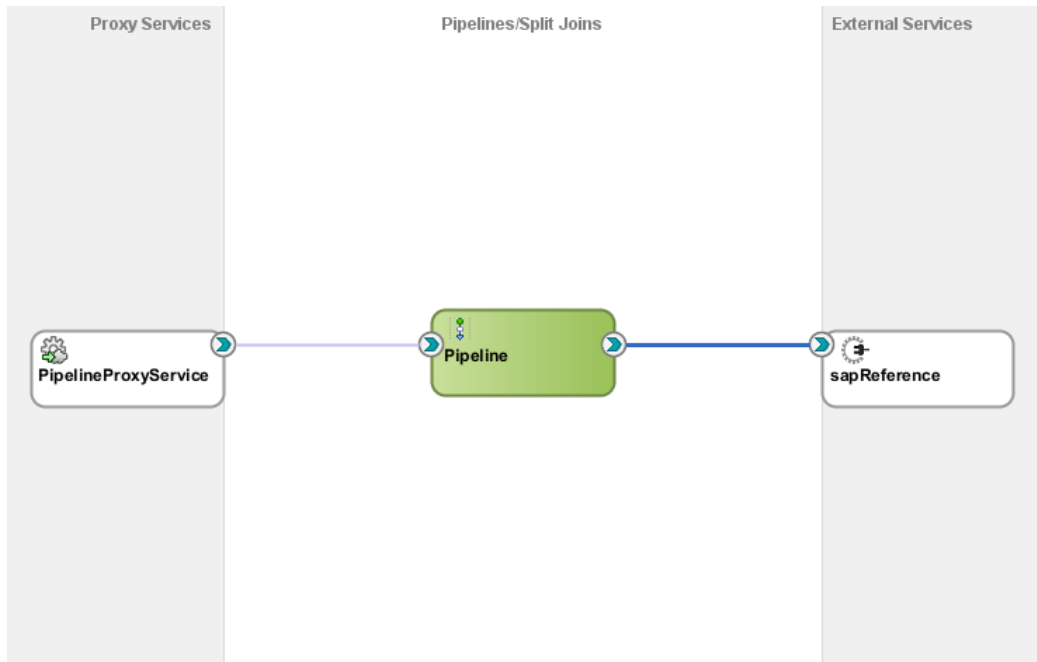 Proxy Services
Pipelines/Split Joins
External Services
PipelineProxyService
Pipeline
sapReference